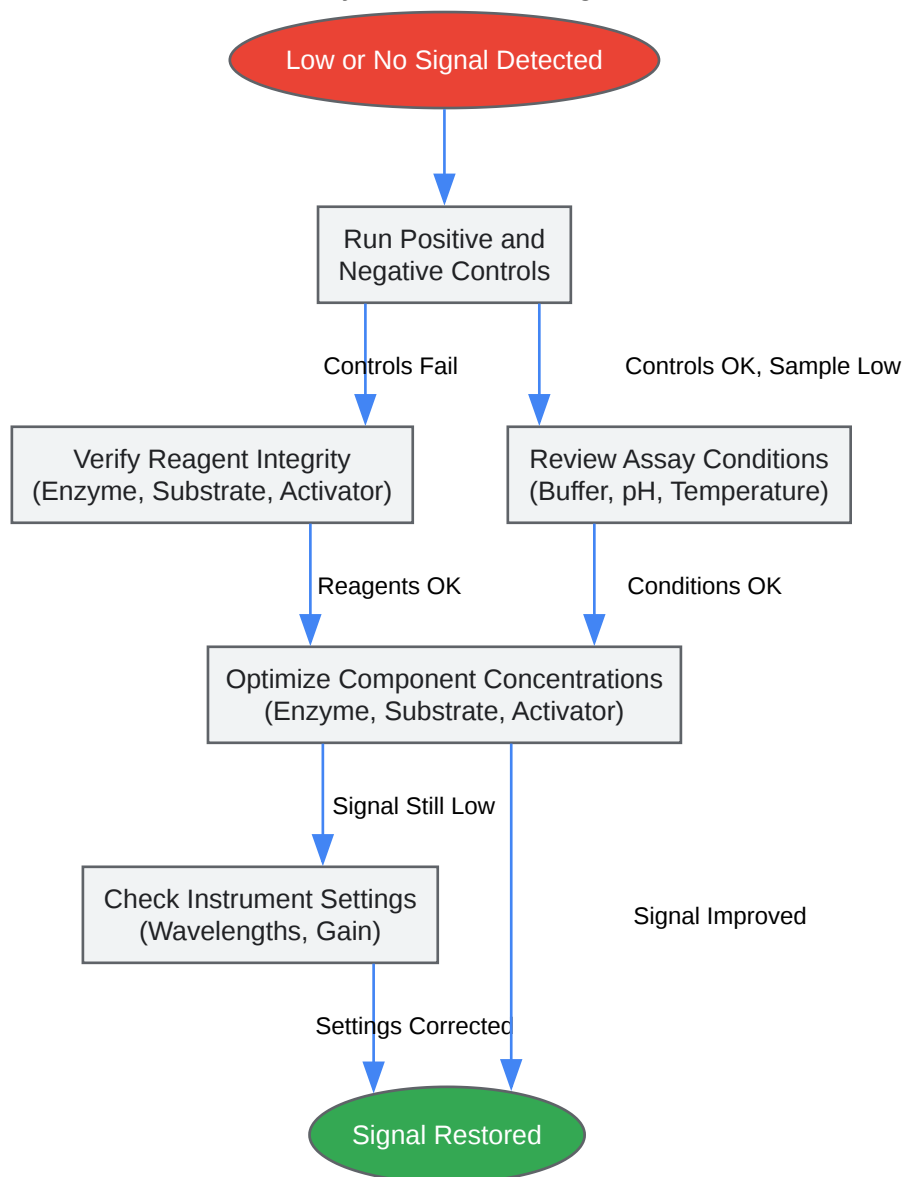 Low or No Signal Detected
Run Positive and
Negative Controls
Controls Fail
Controls OK, Sample Low
Verify Reagent Integrity
(Enzyme, Substrate, Activator)
Review Assay Conditions
(Buffer, pH, Temperature)
Reagents OK
Conditions OK
Optimize Component Concentrations
(Enzyme, Substrate, Activator)
Signal Still Low
Check Instrument Settings
(Wavelengths, Gain)
Signal Improved
Settings Corrected
Signal Restored